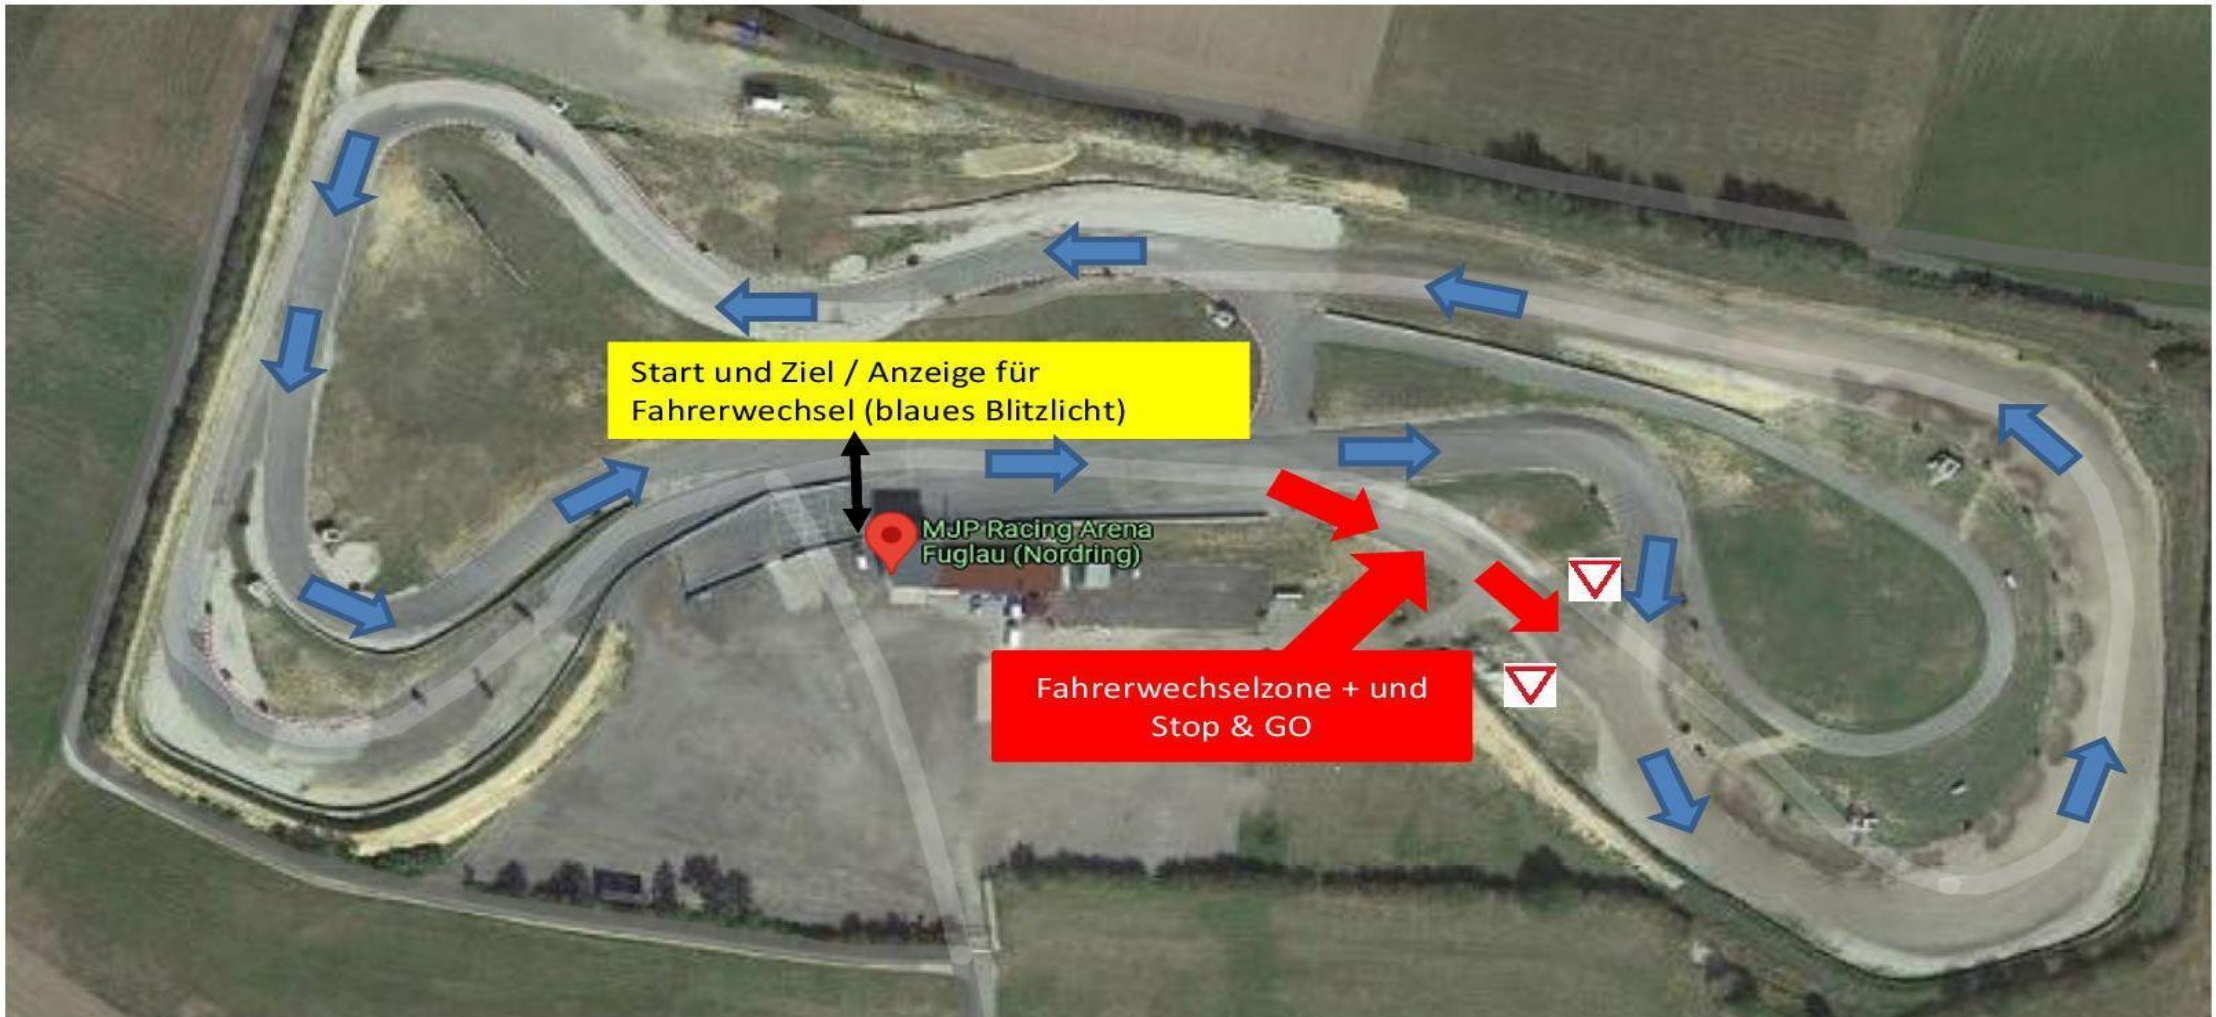 Start und Ziel / Anzeige für
Fahrerwechsel (blaues Blitzlicht)
MJP Racing Arena
Fuglau (Nordring)
Fahrerwechselzone + und
Stop & GO